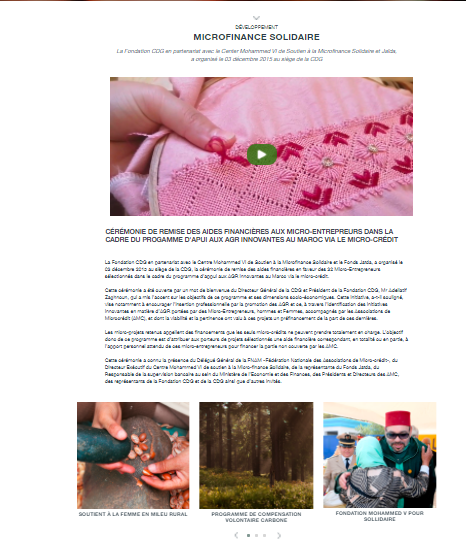 DÉVELOPPEMENT
MICROFINANCE SOLIDAIRE
La Fondation CDG en partenariat avec le Center Mohammed VI de Soutien à la Microfinance Solidaire et Jaïda,
a organisé le 03 décembre 2015 au siège de la CDG
CÉRÉMONIE DE REMISE DES AIDES FINANCIÈRES AUX MICRO-ENTREPREURS DANS LA
CADRE DU PROGAMME D'APUI AUX AGR INNOVANTES AU MAROC VIA LE MICRO-CRÉDIT
La Fondation CDG en partenariat avec le Centre Mohammed VI de Soutien à la Microfinance Solidaire et le Fonds Jaïda, a organisé le
03 décembre 2015 au siège de la CDG, la cérémonie de remise des aides financières en faveur des 22 Micro-Entrepreneurs
sélectionnés dans le cadre du programme d'appui aux AGR innovantes au Maroc via le micro-crédit.
Cette cérémonie a été ouverte par un mot de bienvenue du Directeur Général de la CDG et Président de la Fondation CDG, Mr Abdellatif
Zaghnoun, qui a mis l'accent sur les objectifs de ce programme et ses dimensions socio-économiques. Cette initiative, a-t-il souligné,
vise notamment à encourager l'insertion professionnelle par la promotion des AGR et ce, à travers l'identification des initiatives
innovantes en matière d'AGR portées par des Micro-Entrepreneurs, hommes et Femmes, accompagnés par les Associations de
Microcrédit (AMC), et dont la viabilité et la pertinence ont valu à ces projets un préfinancement de la part de ces dernières.
Les micro-projets retenus appellent des financements que les seuls micro-crédits ne peuvent prendre totalement en charge. L'objectif
donc de ce programme est d'attribuer aux porteurs de projets sélectionnés une aide financière correspondant, en totalité ou en partie, à
l'apport personnel attendu de ces micro-entrepreneurs pour financer la partie non couverte par les AMC.
Cette cérémonie a connu la présence du Délégué Général de la FNAM «Fédération Nationale des Associations de Micro-crédit», du
Directeur Exécutif du Centre Mohammed VI de soutien à la Micro-finance Solidaire, de la représentante du Fonds Jaida, du
Responsable de la supervision bancaire au sein du Ministère de l'Economie et des Finances, des Présidents et Directeurs des AMC,
des représentants de la Fondation CDG et de la CDG ainsi que d'autres invités.
SOUTIENT À LA FEMME EN MILEU RURAL
PROGRAMME DE COMPENSATION
VOLONTAIRE CARBONE
FONDATION MOHAMMED V POUR
SOLLIDAIRE